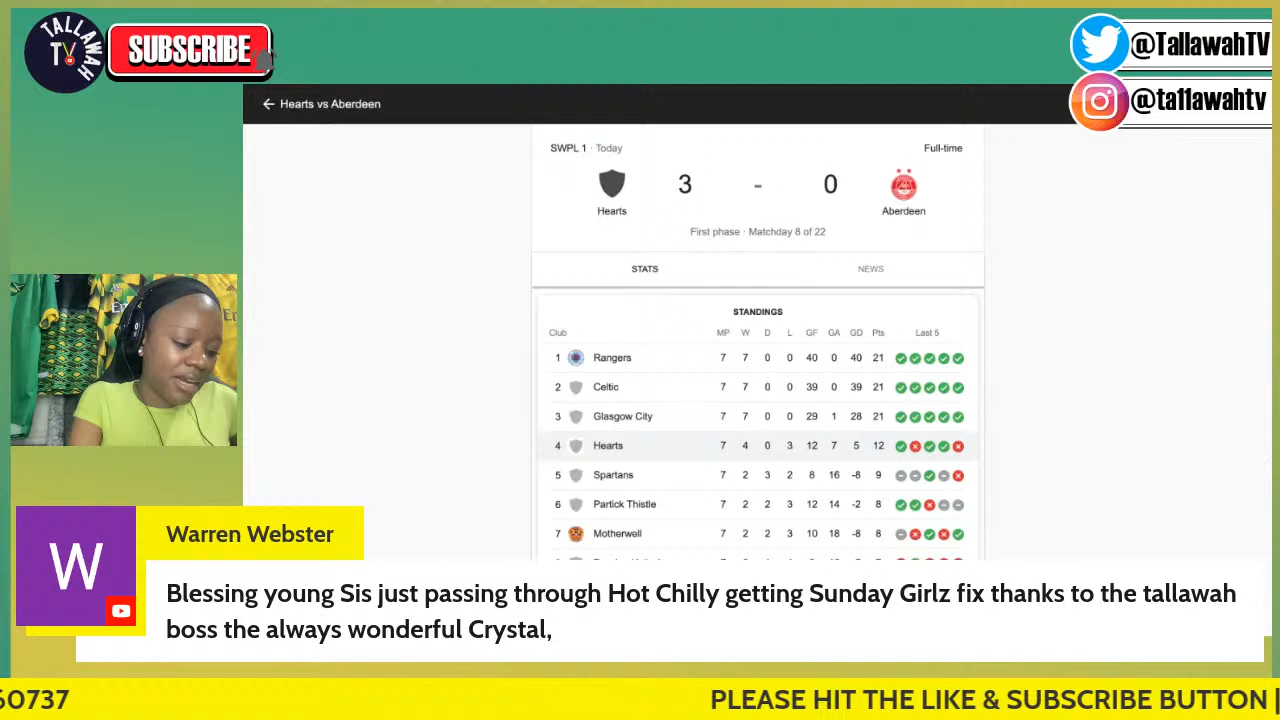 TALLAWAH
TV
SUBSCRIBE
@TallawahTV
@ta11awahtv
Hearts vs Aberdeen
SWPL 1 · Today
Full-time
3 - 0
Hearts
Aberdeen
First phase · Matchday 8 of 22
STATS
NEWS
STANDINGS
Club MP W D L GF GA GD Pts Last 5
1 Rangers 7 7 0 0 40 0 40 21
2 Celtic 7 7 0 0 39 0 39 21
3 Glasgow City 7 7 0 0 29 1 28 21
4 Hearts 7 4 0 3 12 7 5 12
5 Spartans 7 2 3 2 8 16 -8 9
6 Partick Thistle 7 2 2 3 12 14 -2 8
7 Motherwell 7 2 2 3 10 18 -8 8
W
Warren Webster
Blessing young Sis just passing through Hot Chilly getting Sunday Girlz fix thanks to the tallawah
boss the always wonderful Crystal,
60737
PLEASE HIT THE LIKE & SUBSCRIBE BUTTON |